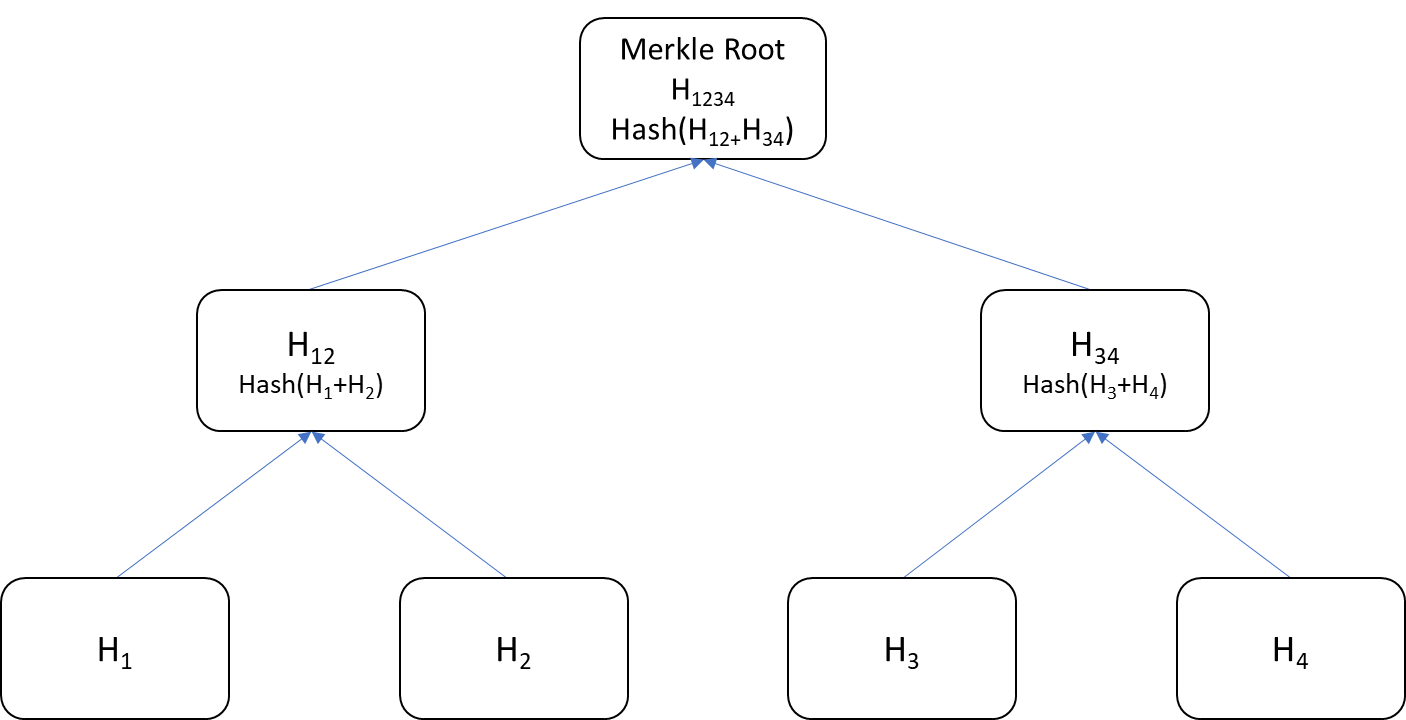 Merkle Root
H₁₂₃₄
Hash(H₁₂₊H₃₄)
H₁₂
Hash(H₁+H₂)
H₃₄
Hash(H₃+H₄)
H₁
H₂
H₃
H₄